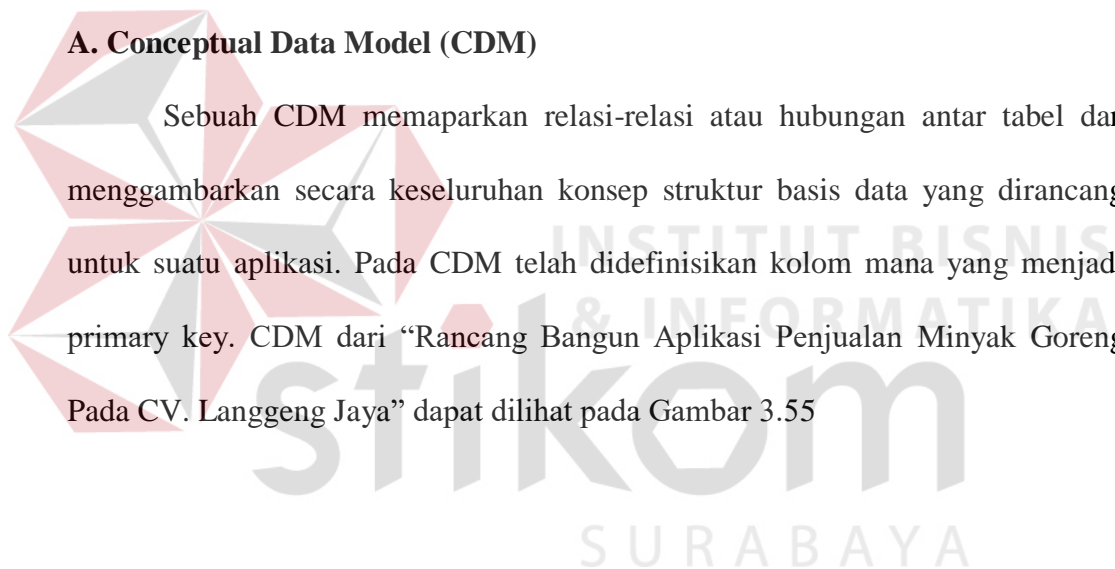 A. Conceptual Data Model (CDM)
Sebuah CDM memaparkan relasi-relasi atau hubungan antar tabel dan
menggambarkan secara keseluruhan konsep struktur basis data yang dirancang
untuk suatu aplikasi. Pada CDM telah didefinisikan kolom mana yang menjadi
primary key. CDM dari “Rancang Bangun Aplikasi Penjualan Minyak Goreng
Pada CV. Langgeng Jaya” dapat dilihat pada Gambar 3.55
INSTITUT BISNIS
& INFORMATIKA
stikom
SURABAYA